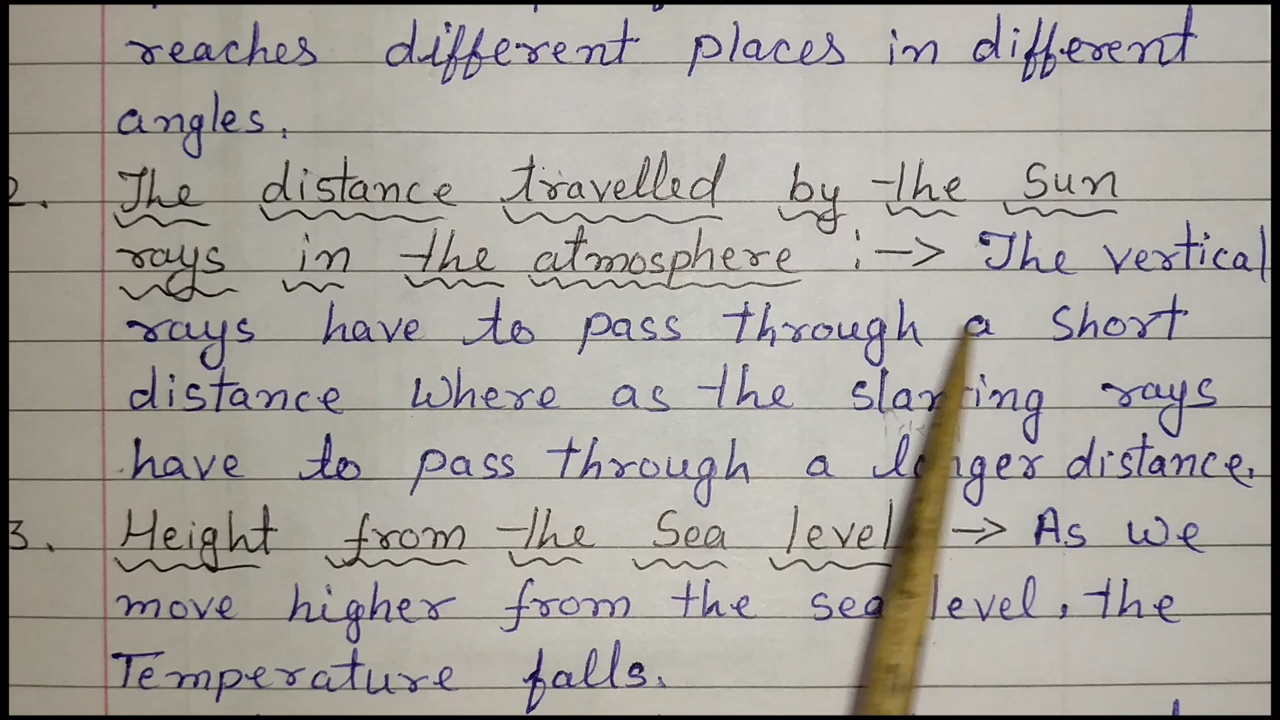 reaches different places in different
angles.
2. The distance travelled by the Sun
rays in the atmosphere :-> The vertical
rays have to pass through a short
distance where as the slanting rays
have to pass through a longer distance.
3. Height from the Sea level -> As we
move higher from the sea level, the
Temperature falls.